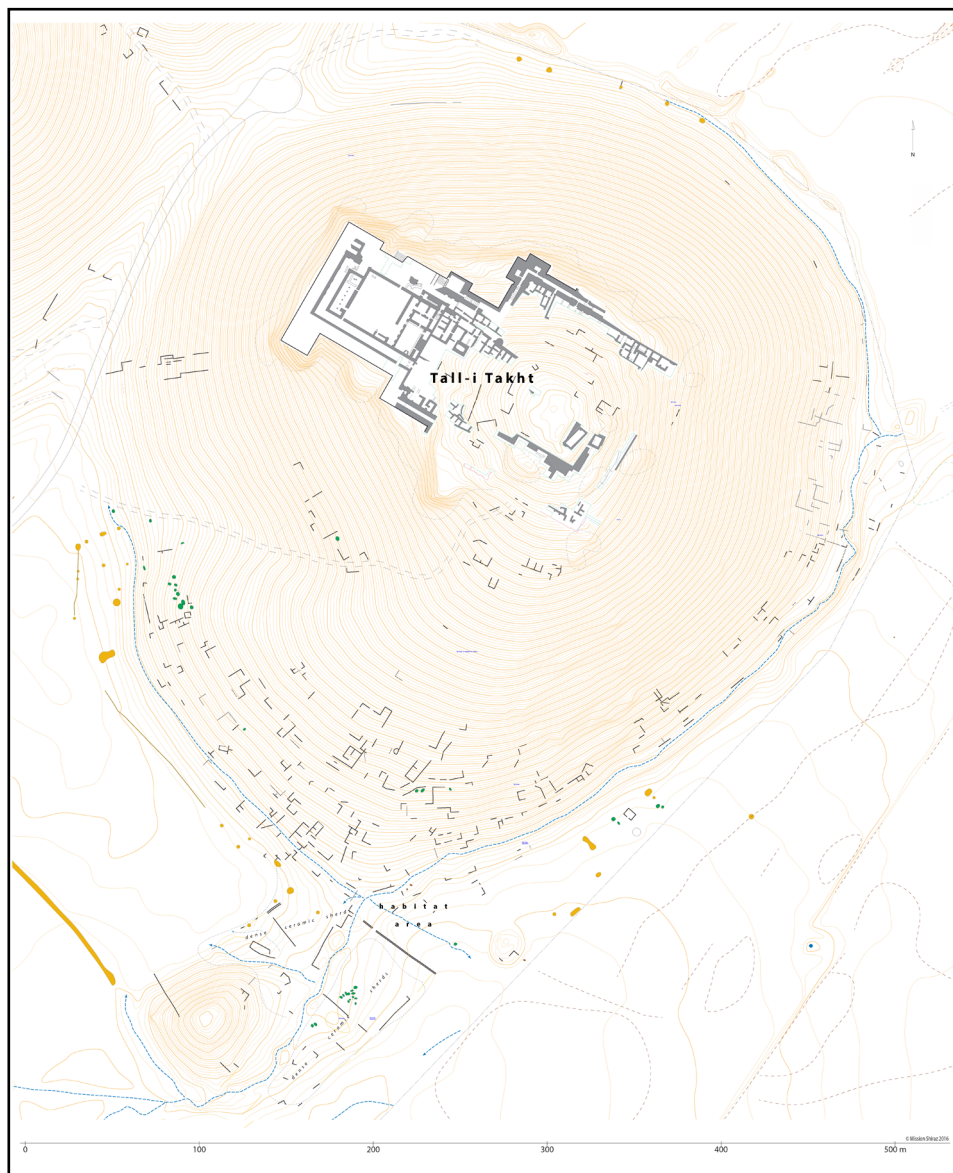 N
Tall-i Takht
habitat
area
dense ceramic sherds
dense ceramic sherds
© Mission Shiraz 2016
0 100 200 300 400 500 m